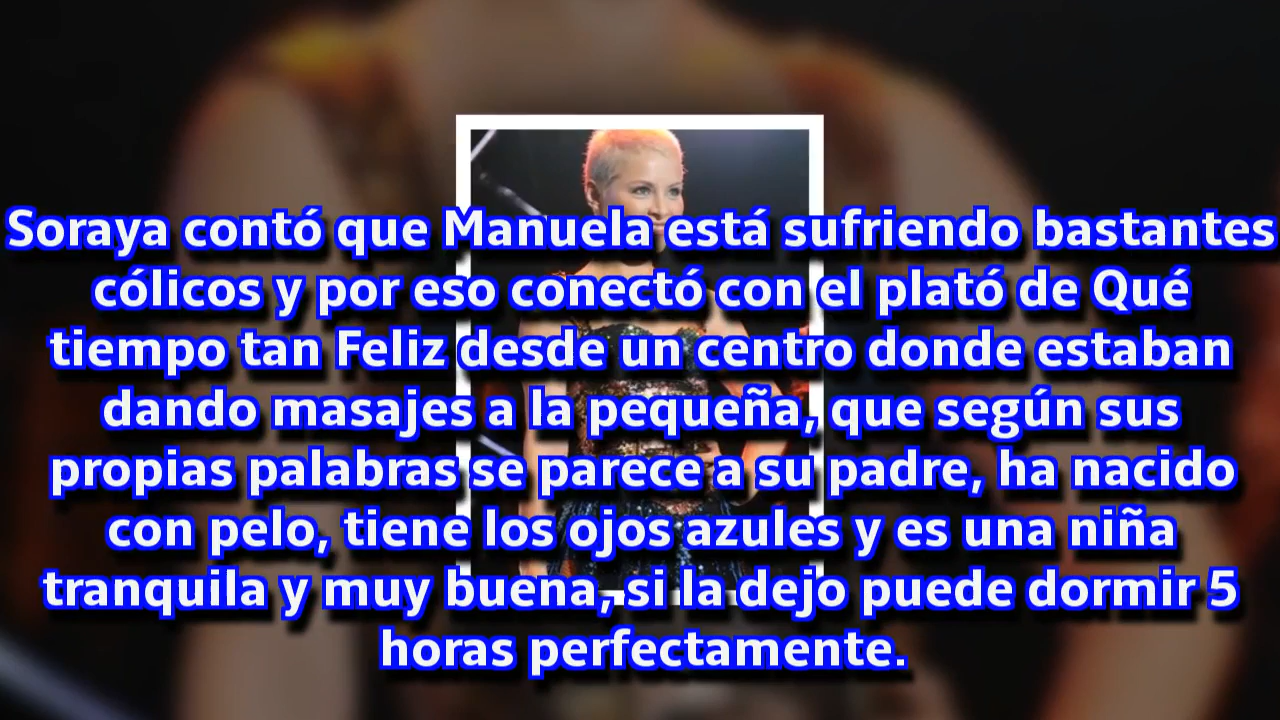 Soraya contó que Manuela está sufriendo bastantes
cólicos y por eso conectó con el plató de Qué
tiempo tan Feliz desde un centro donde estaban
dando masajes a la pequeña, que según sus
propias palabras se parece a su padre, ha nacido
con pelo, tiene los ojos azules y es una niña
tranquila y muy buena, si la dejo puede dormir 5
horas perfectamente.